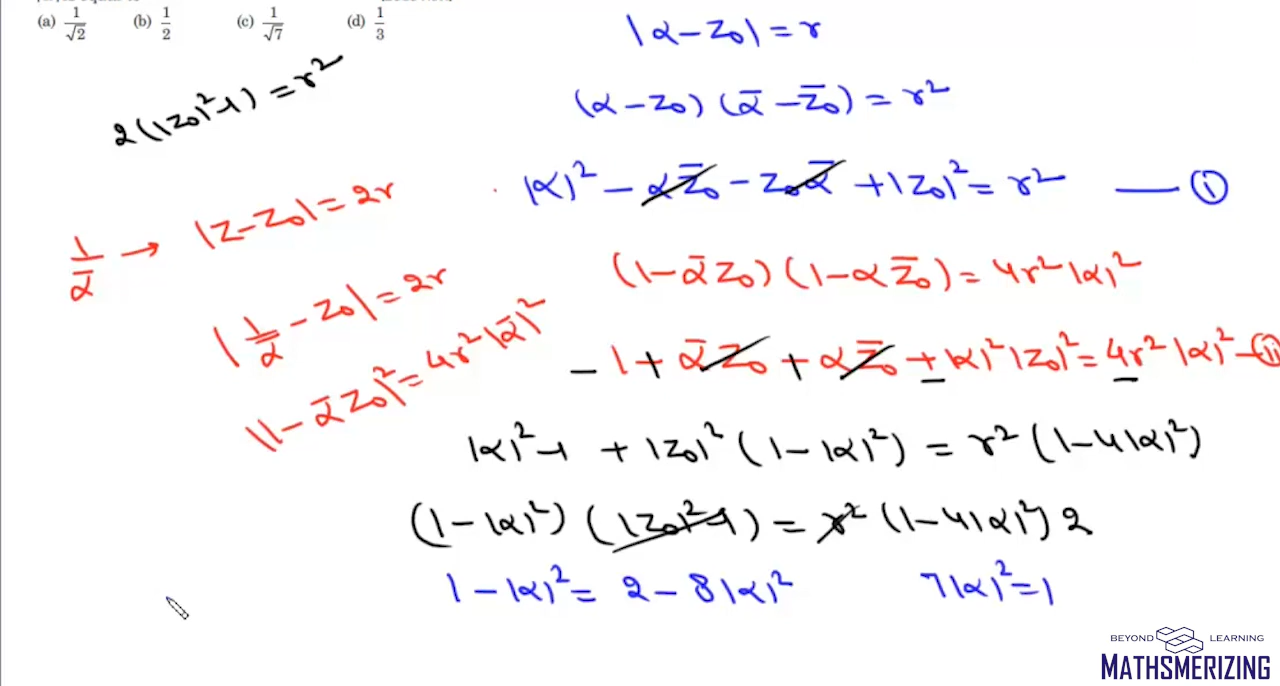 (a) 1/√2 (b) 1/2 (c) 1/√7 (d) 1/3
|α-z₀| = r
2(|z₀|²-1) = r²
(α-z₀)(ᾱ-z̄₀) = r²
|α|² - αz̄₀ - z₀ᾱ + |z₀|² = r² — (i)
1/ᾱ → |z-z₀| = 2r
(1-ᾱz₀)(1-αz̄₀) = 4r²|α|²
|1/ᾱ - z₀| = 2r
|1-ᾱz₀|² = 4r²|ᾱ|²
- 1 + ᾱz₀ + αz̄₀ + |α|²|z₀|² = 4r²|α|² — (ii)
|α|²-1 + |z₀|²(1-|α|²) = r²(1-4|α|²)
(1-|α|²)(|z₀|²-1) = r²(1-4|α|²)2
1-|α|² = 2-8|α|² 7|α|² = 1
BEYOND LEARNING
MATHSMERIZING